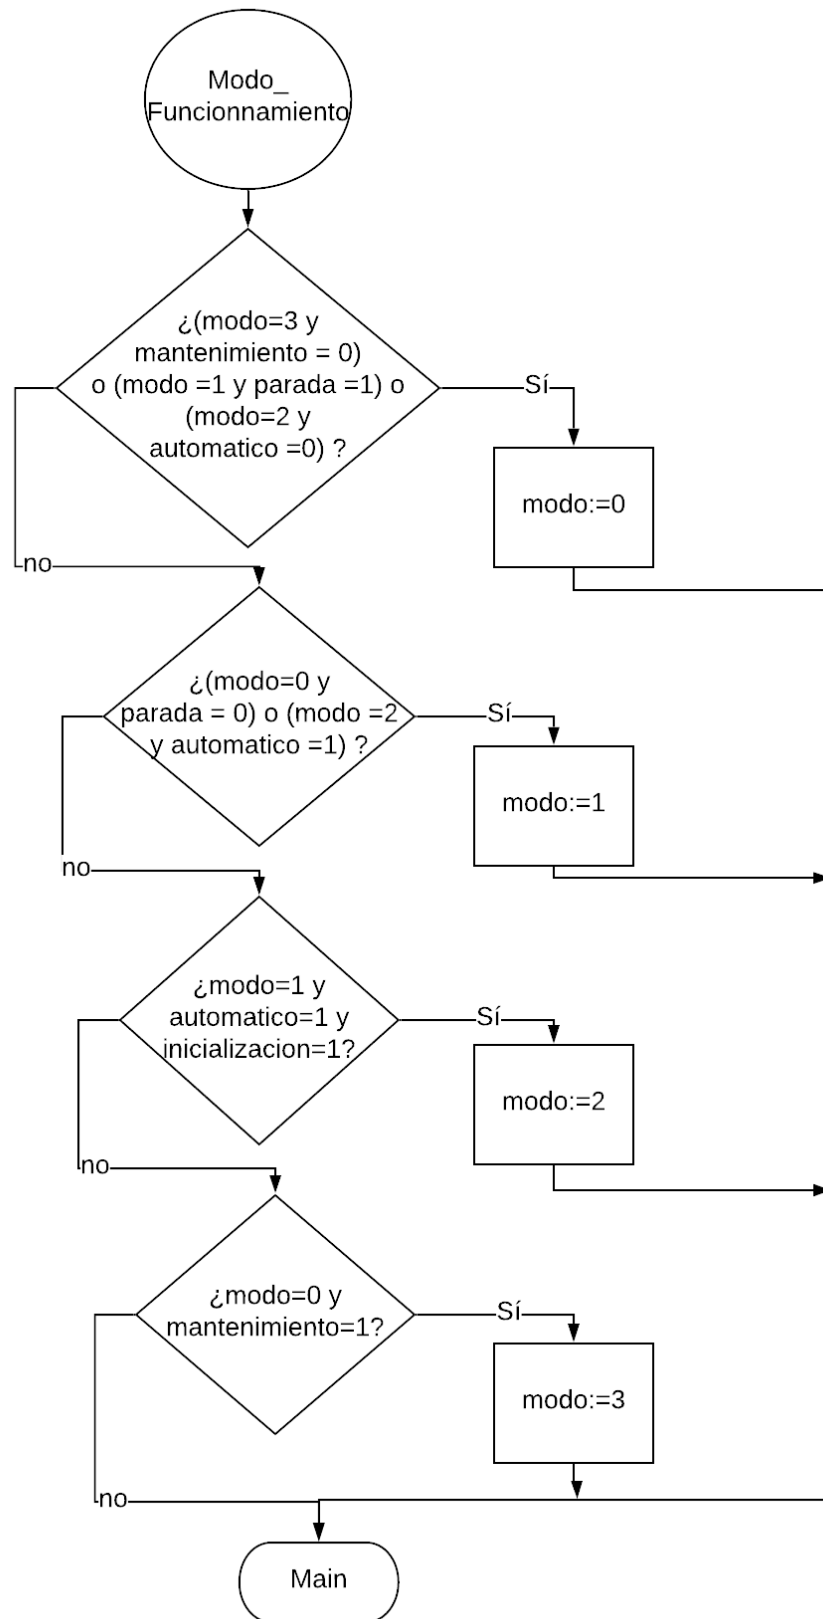 Modo_
Funcionnamiento
¿(modo=3 y
mantenimiento = 0)
o (modo =1 y parada =1) o
(modo=2 y
automatico =0) ?
Sí
modo:=0
no
¿(modo=0 y
parada = 0) o (modo =2
y automatico =1) ?
Sí
modo:=1
no
¿modo=1 y
automatico=1 y
inicializacion=1?
Sí
modo:=2
no
¿modo=0 y
mantenimiento=1?
Sí
modo:=3
no
Main